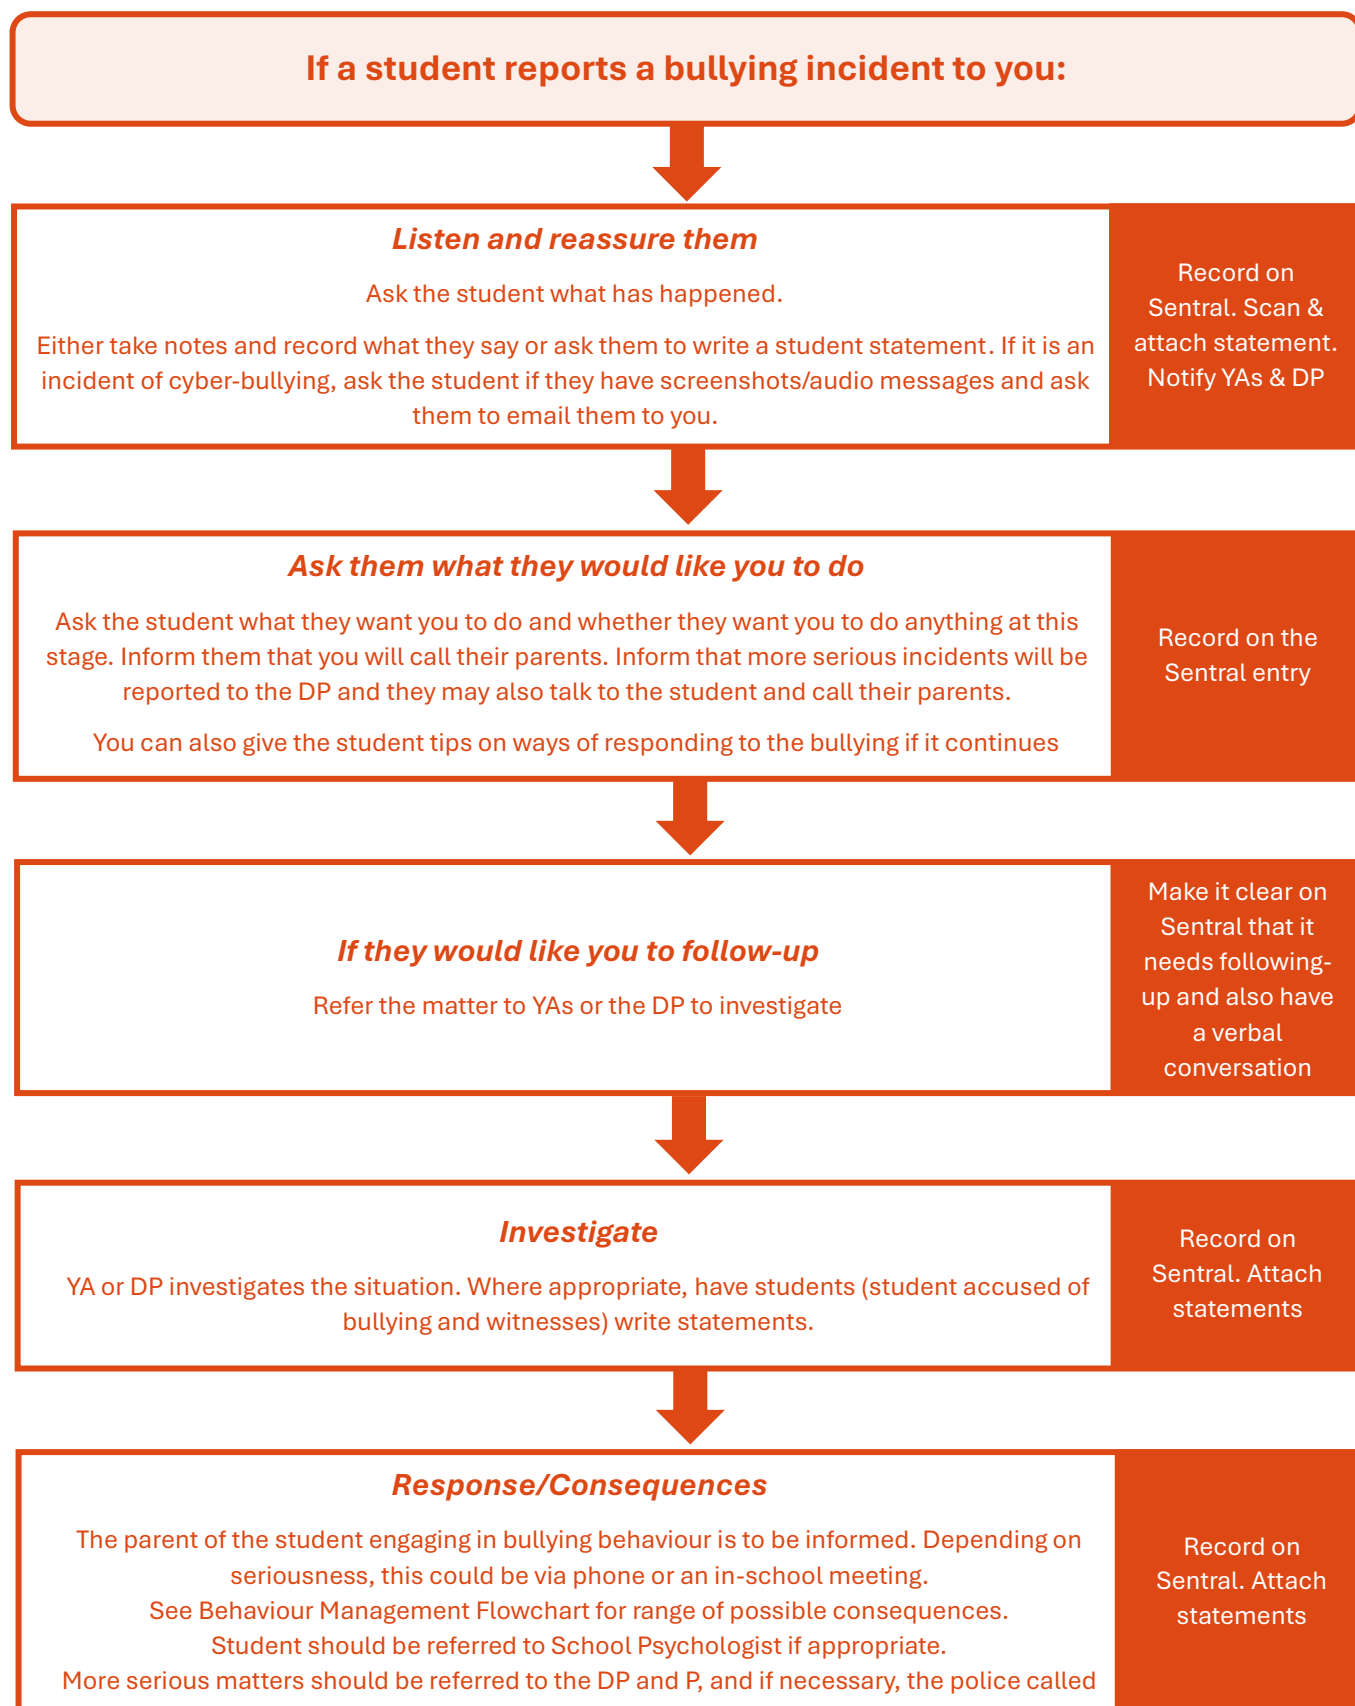 If a student reports a bullying incident to you:
Listen and reassure them
Ask the student what has happened.
Either take notes and record what they say or ask them to write a student statement. If it is an
incident of cyber-bullying, ask the student if they have screenshots/audio messages and ask
them to email them to you.
Record on
Sentral. Scan &
attach statement.
Notify YAs & DP
Ask them what they would like you to do
Ask the student what they want you to do and whether they want you to do anything at this
stage. Inform them that you will call their parents. Inform that more serious incidents will be
reported to the DP and they may also talk to the student and call their parents.
You can also give the student tips on ways of responding to the bullying if it continues
Record on the
Sentral entry
If they would like you to follow-up
Refer the matter to YAs or the DP to investigate
Make it clear on
Sentral that it
needs following-
up and also have
a verbal
conversation
Investigate
YA or DP investigates the situation. Where appropriate, have students (student accused of
bullying and witnesses) write statements.
Record on
Sentral. Attach
statements
Response/Consequences
The parent of the student engaging in bullying behaviour is to be informed. Depending on
seriousness, this could be via phone or an in-school meeting.
See Behaviour Management Flowchart for range of possible consequences.
Student should be referred to School Psychologist if appropriate.
More serious matters should be referred to the DP and P, and if necessary, the police called
Record on
Sentral. Attach
statements